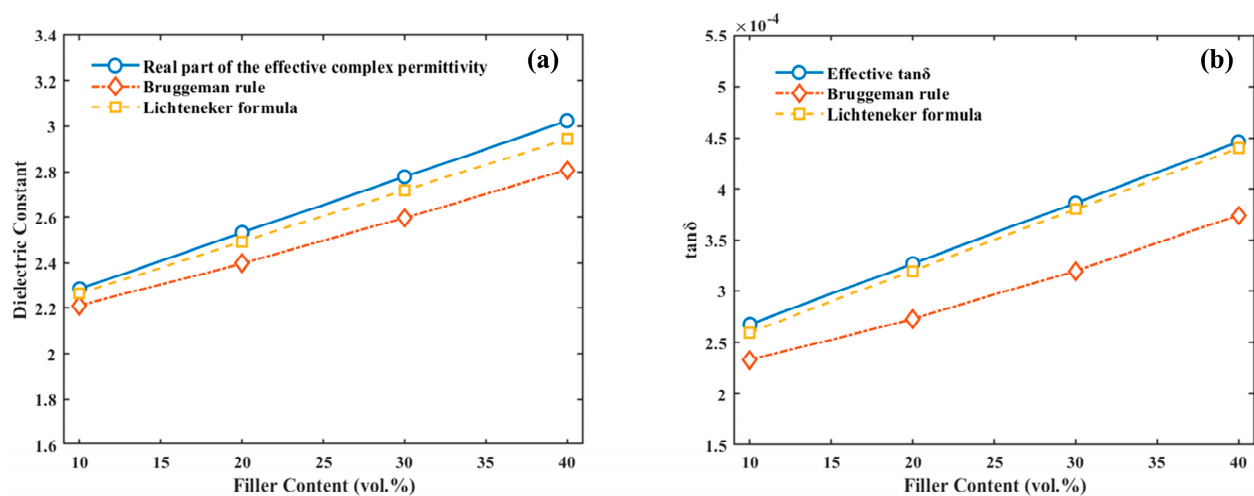 (a)
Real part of the effective complex permittivity
Bruggeman rule
Lichteneker formula
Dielectric Constant
3.4
3.2
3
2.8
2.6
2.4
2.2
2
1.8
1.6
10 15 20 25 30 35 40
Filler Content (vol.%)
×10⁻⁴
(b)
Effective tanδ
Bruggeman rule
Lichteneker formula
tanδ
5.5
5
4.5
4
3.5
3
2.5
2
1.5
10 15 20 25 30 35 40
Filler Content (vol.%)